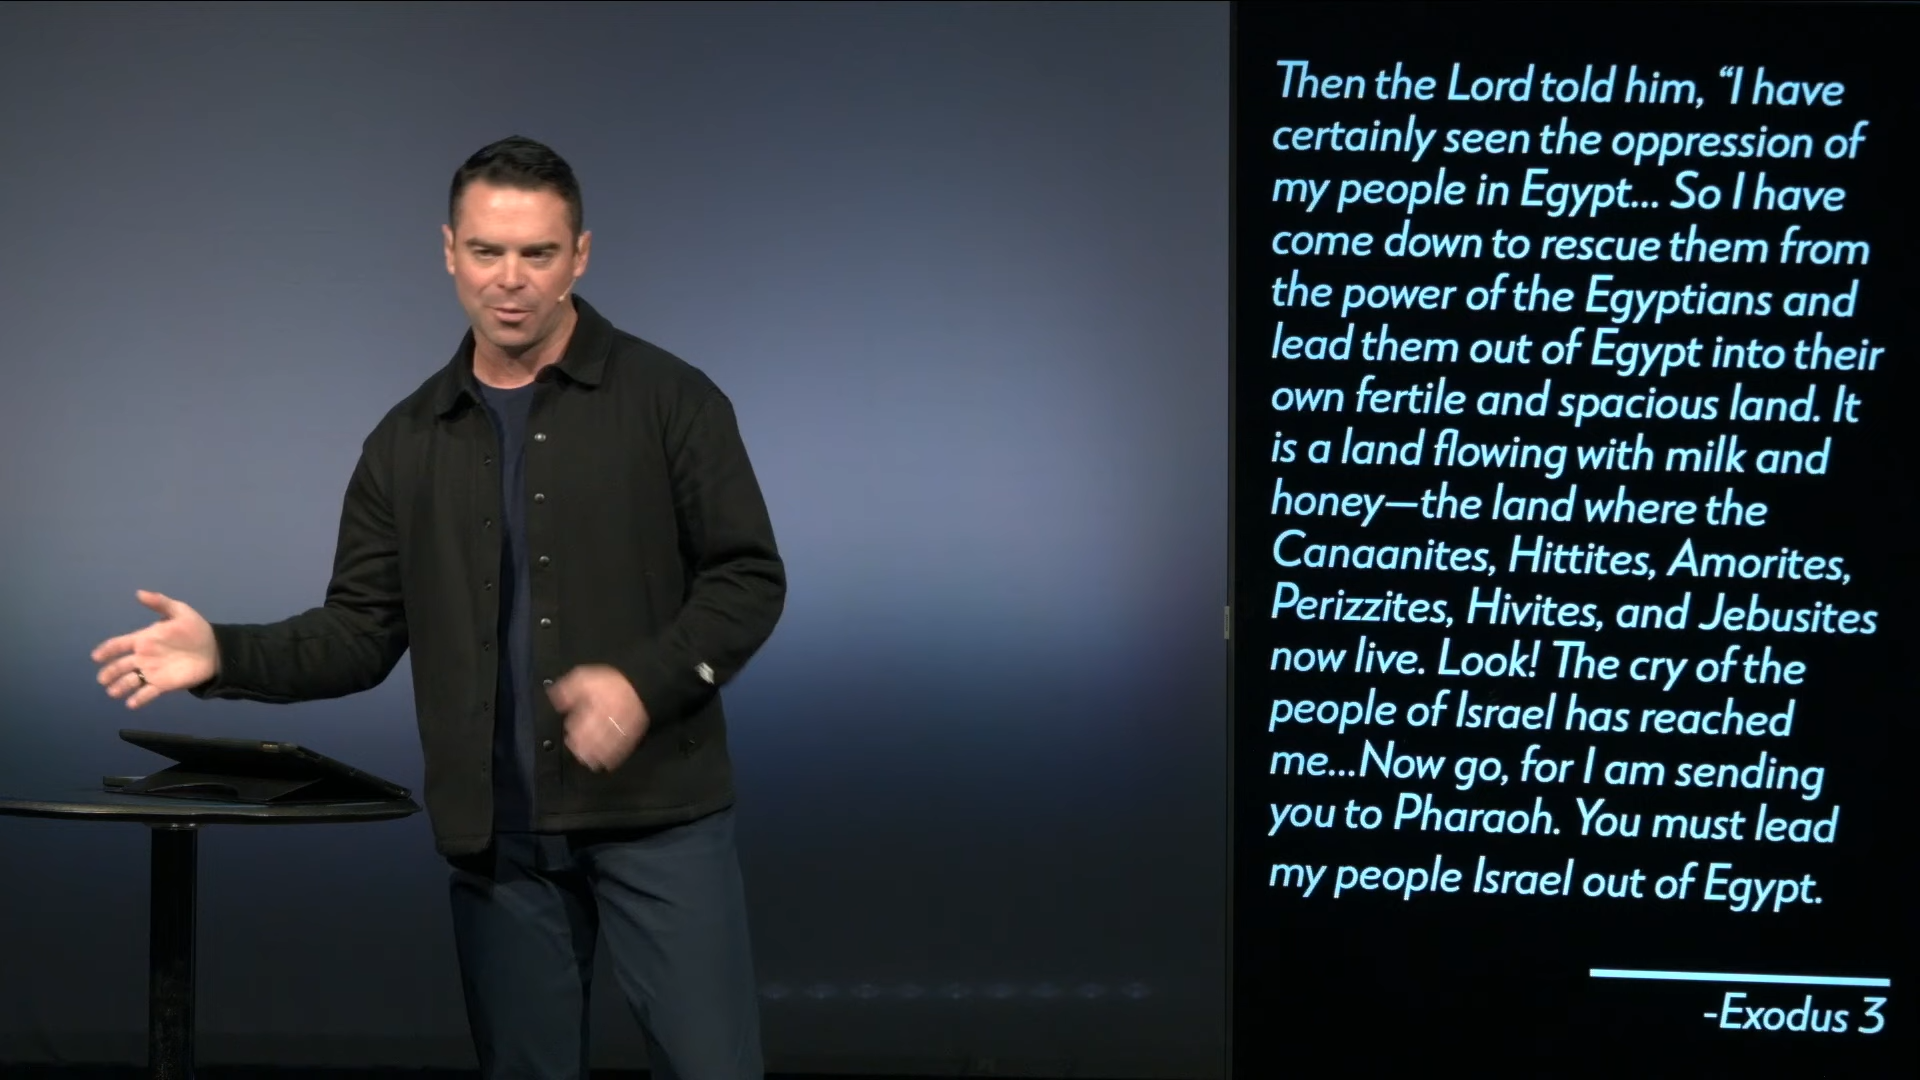 Then the Lord told him, “I have
certainly seen the oppression of
my people in Egypt... So I have
come down to rescue them from
the power of the Egyptians and
lead them out of Egypt into their
own fertile and spacious land. It
is a land flowing with milk and
honey—the land where the
Canaanites, Hittites, Amorites,
Perizzites, Hivites, and Jebusites
now live. Look! The cry of the
people of Israel has reached
me...Now go, for I am sending
you to Pharaoh. You must lead
my people Israel out of Egypt.
-Exodus 3